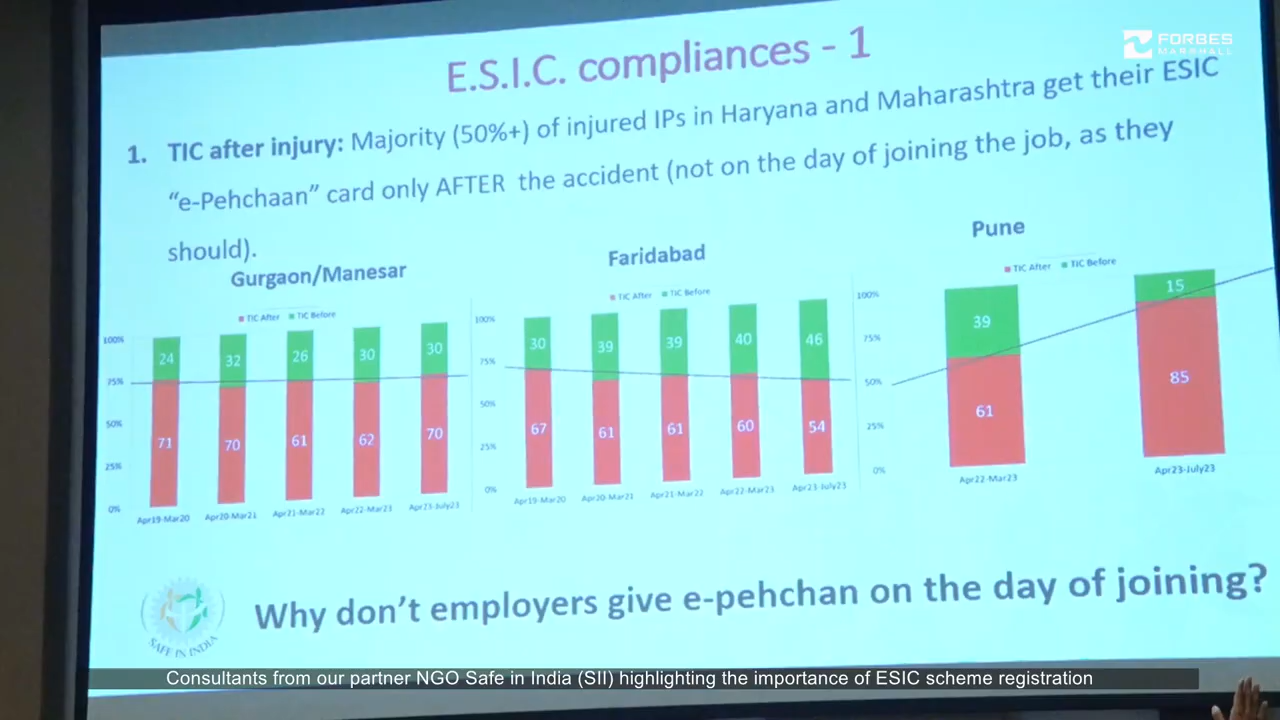 FORBES
MARSHALL
E.S.I.C. compliances - 1
1. TIC after injury: Majority (50%+) of injured IPs in Haryana and Maharashtra get their ESIC
“e-Pehchaan” card only AFTER the accident (not on the day of joining the job, as they
should).
Gurgaon/Manesar
TIC After TIC Before
100%
75%
50%
25%
0%
24 32 26 30 30
71 70 61 62 70
Apr19-Mar20 Apr20-Mar21 Apr21-Mar22 Apr22-Mar23 Apr23-July23
Faridabad
TIC After TIC Before
100%
75%
50%
25%
0%
30 39 39 40 46
67 61 61 60 54
Apr19-Mar20 Apr20-Mar21 Apr21-Mar22 Apr22-Mar23 Apr23-July23
Pune
TIC After TIC Before
100%
75%
50%
25%
0%
39 15
61 85
Apr22-Mar23 Apr23-July23
SAFE IN INDIA
Why don’t employers give e-pehchan on the day of joining?
Consultants from our partner NGO Safe in India (SII) highlighting the importance of ESIC scheme registration